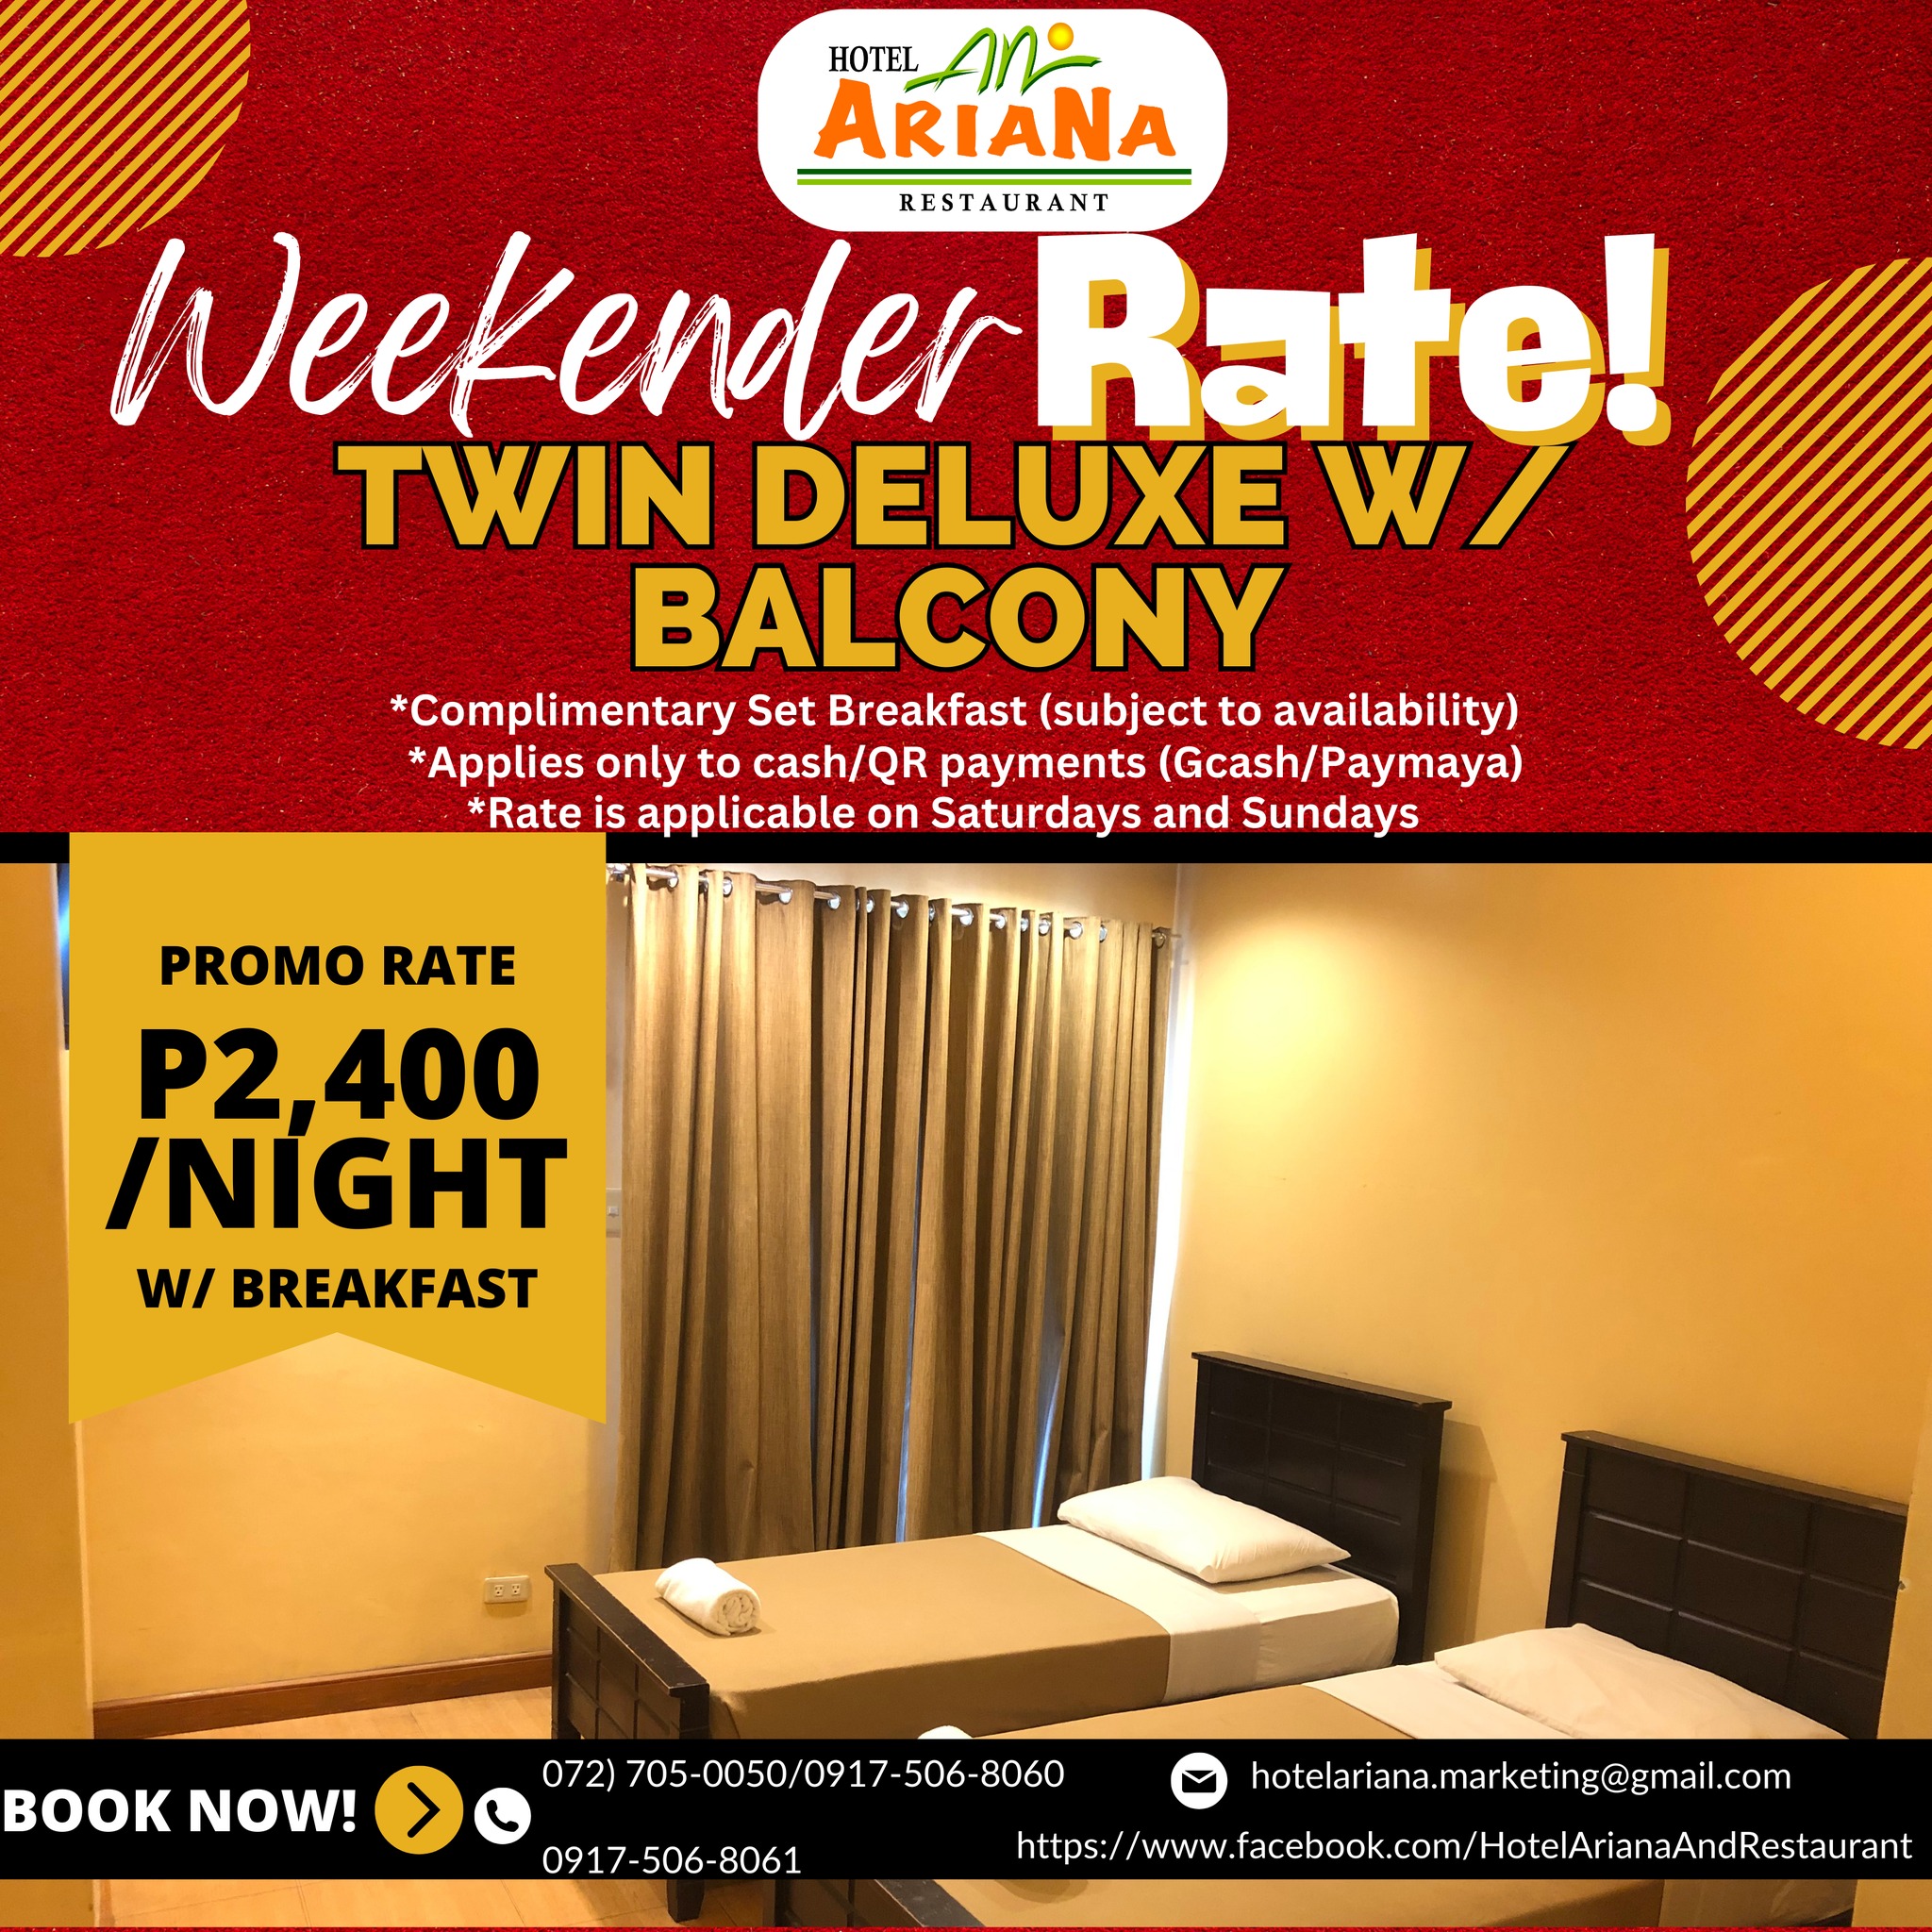 HOTEL
ARIANA
RESTAURANT
Weekender Rate!
TWIN DELUXE W/
BALCONY
*Complimentary Set Breakfast (subject to availability)
*Applies only to cash/QR payments (Gcash/Paymaya)
*Rate is applicable on Saturdays and Sundays
PROMO RATE
P2,400
/NIGHT
W/ BREAKFAST
BOOK NOW!
072) 705-0050/0917-506-8060
0917-506-8061
hotelariana.marketing@gmail.com
https://www.facebook.com/HotelArianaAndRestaurant